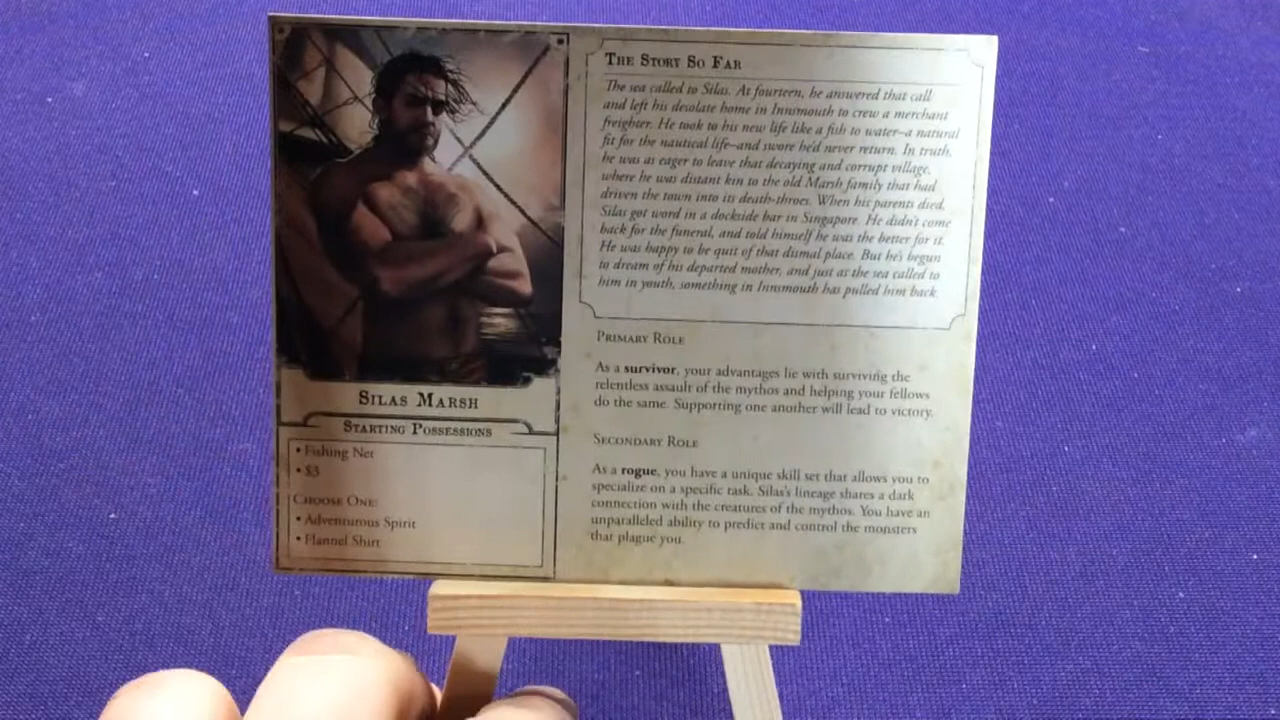 SILAS MARSH
STARTING POSSESSIONS
• Fishing Net
• $3
CHOOSE ONE:
• Adventurous Spirit
• Flannel Shirt
THE STORY SO FAR
The sea called to Silas. At fourteen, he answered that call
and left his desolate home in Innsmouth to crew a merchant
freighter. He took to his new life like a fish to water–a natural
fit for the nautical life–and swore he'd never return. In truth,
he was as eager to leave that decaying and corrupt village,
where he was distant kin to the old Marsh family that had
driven the town into its death-throes. When his parents died,
Silas got word in a dockside bar in Singapore. He didn't come
back for the funeral, and told himself he was the better for it.
He was happy to be quit of that dismal place. But he's begun
to dream of his departed mother, and just as the sea called to
him in youth, something in Innsmouth has pulled him back.
PRIMARY ROLE
As a survivor, your advantages lie with surviving the
relentless assault of the mythos and helping your fellows
do the same. Supporting one another will lead to victory.
SECONDARY ROLE
As a rogue, you have a unique skill set that allows you to
specialize on a specific task. Silas's lineage shares a dark
connection with the creatures of the mythos. You have an
unparalleled ability to predict and control the monsters
that plague you.